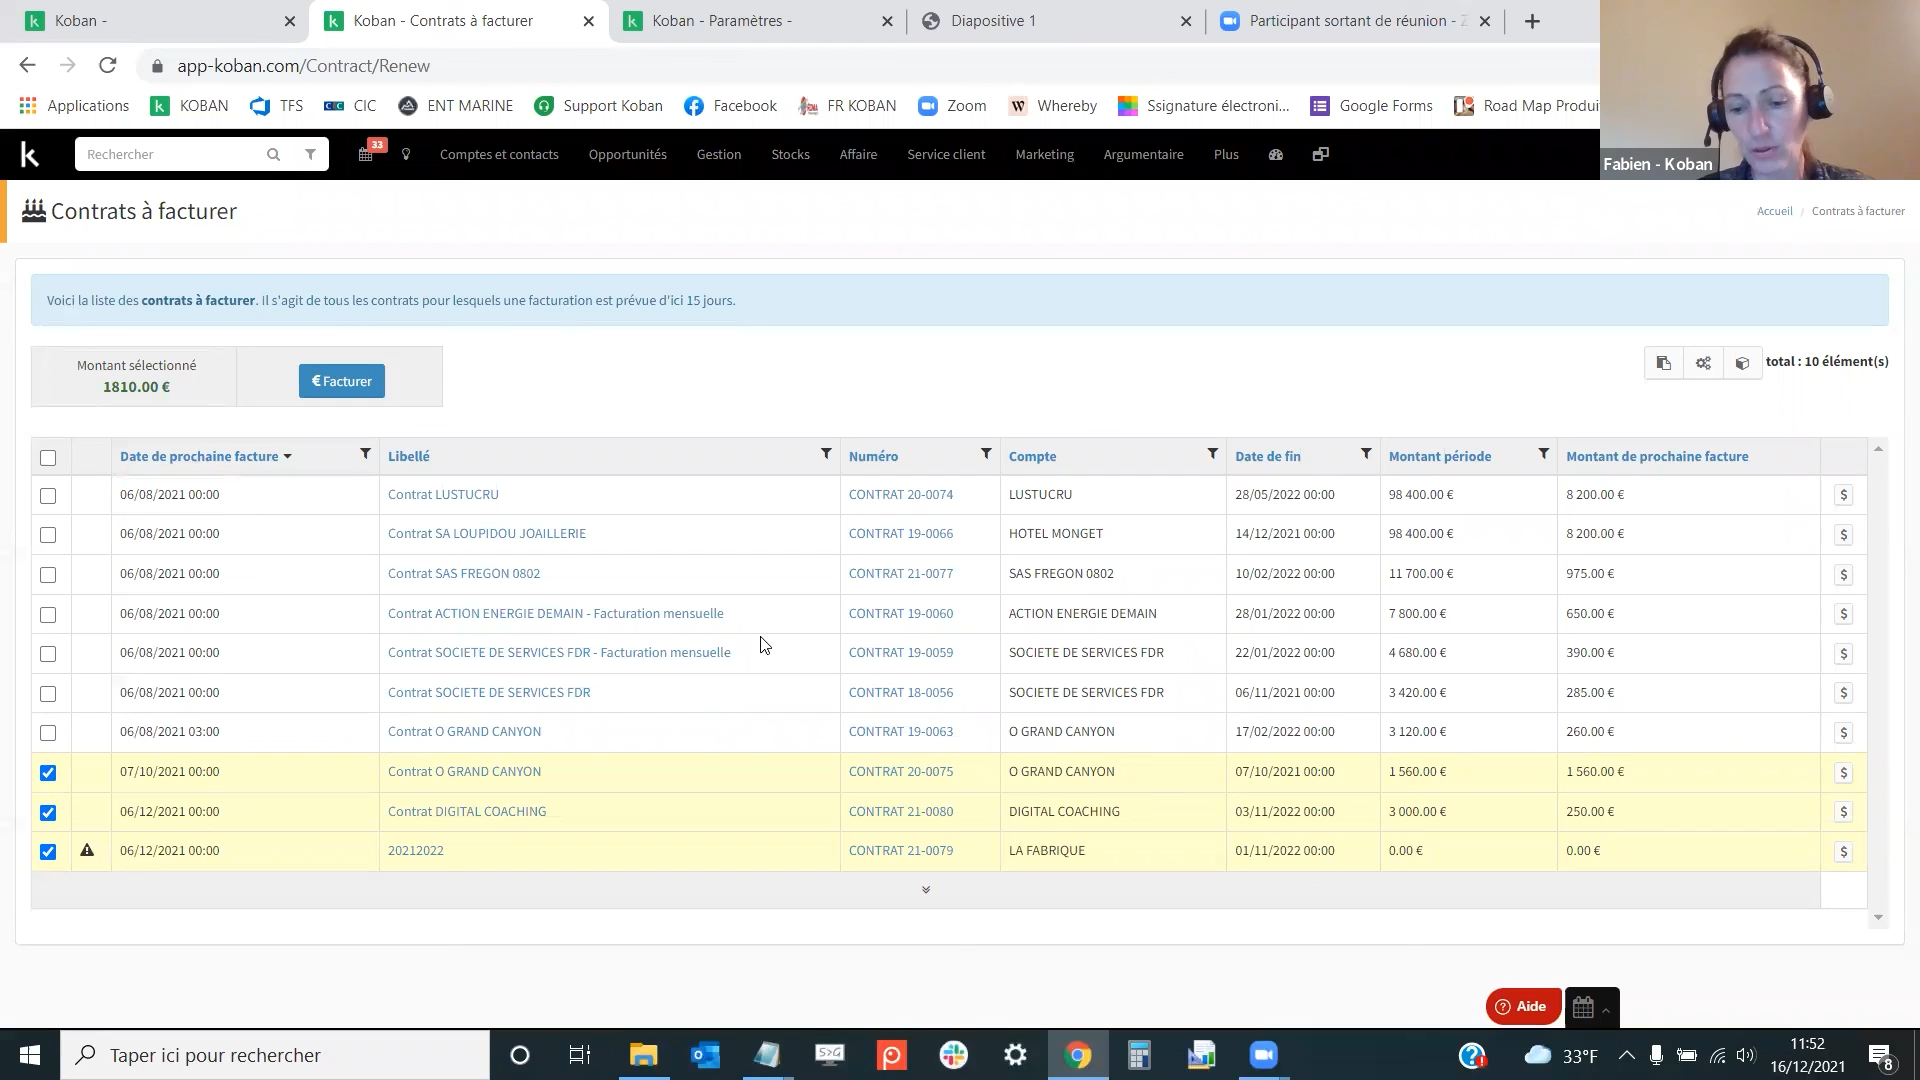 Koban -
Koban - Contrats à facturer
Koban - Paramètres -
Diapositive 1
Participant sortant de réunion - Z
app-koban.com/Contract/Renew
Applications
KOBAN
TFS
CIC
ENT MARINE
Support Koban
Facebook
FR KOBAN
Zoom
Whereby
Ssignature électroni...
Google Forms
Road Map Produi
Rechercher
33
Comptes et contacts
Opportunités
Gestion
Stocks
Affaire
Service client
Marketing
Argumentaire
Plus
Fabien - Koban
Contrats à facturer
Accueil / Contrats à facturer
Voici la liste des contrats à facturer. Il s'agit de tous les contrats pour lesquels une facturation est prévue d'ici 15 jours.
Montant sélectionné
1810.00 €
€ Facturer
total : 10 élément(s)
Date de prochaine facture Libellé Numéro Compte Date de fin Montant période Montant de prochaine facture
06/08/2021 00:00 Contrat LUSTUCRU CONTRAT 20-0074 LUSTUCRU 28/05/2022 00:00 98 400.00 € 8 200.00 € $
06/08/2021 00:00 Contrat SA LOUPIDOU JOAILLERIE CONTRAT 19-0066 HOTEL MONGET 14/12/2021 00:00 98 400.00 € 8 200.00 € $
06/08/2021 00:00 Contrat SAS FREGON 0802 CONTRAT 21-0077 SAS FREGON 0802 10/02/2022 00:00 11 700.00 € 975.00 € $
06/08/2021 00:00 Contrat ACTION ENERGIE DEMAIN - Facturation mensuelle CONTRAT 19-0060 ACTION ENERGIE DEMAIN 28/01/2022 00:00 7 800.00 € 650.00 € $
06/08/2021 00:00 Contrat SOCIETE DE SERVICES FDR - Facturation mensuelle CONTRAT 19-0059 SOCIETE DE SERVICES FDR 22/01/2022 00:00 4 680.00 € 390.00 € $
06/08/2021 00:00 Contrat SOCIETE DE SERVICES FDR CONTRAT 18-0056 SOCIETE DE SERVICES FDR 06/11/2021 00:00 3 420.00 € 285.00 € $
06/08/2021 03:00 Contrat O GRAND CANYON CONTRAT 19-0063 O GRAND CANYON 17/02/2022 00:00 3 120.00 € 260.00 € $
07/10/2021 00:00 Contrat O GRAND CANYON CONTRAT 20-0075 O GRAND CANYON 07/10/2021 00:00 1 560.00 € 1 560.00 € $
06/12/2021 00:00 Contrat DIGITAL COACHING CONTRAT 21-0080 DIGITAL COACHING 03/11/2022 00:00 3 000.00 € 250.00 € $
06/12/2021 00:00 20212022 CONTRAT 21-0079 LA FABRIQUE 01/11/2022 00:00 0.00 € 0.00 € $
Aide
Taper ici pour rechercher
33°F
11:52
16/12/2021
8